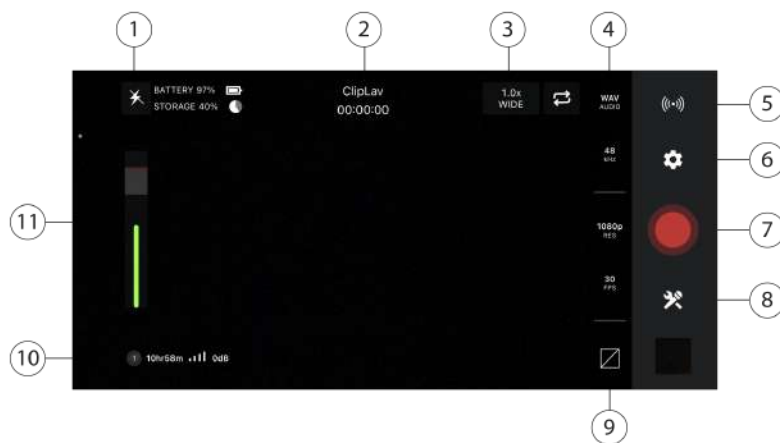 1
2
3
4
BATTERY 97%
STORAGE 40%
ClipLav
00:00:00
1.0x
WIDE
WAV
AUDIO
5
48
KHZ
6
11
1080p
RES
7
30
FPS
8
10
1 10hr58m 0dB
9